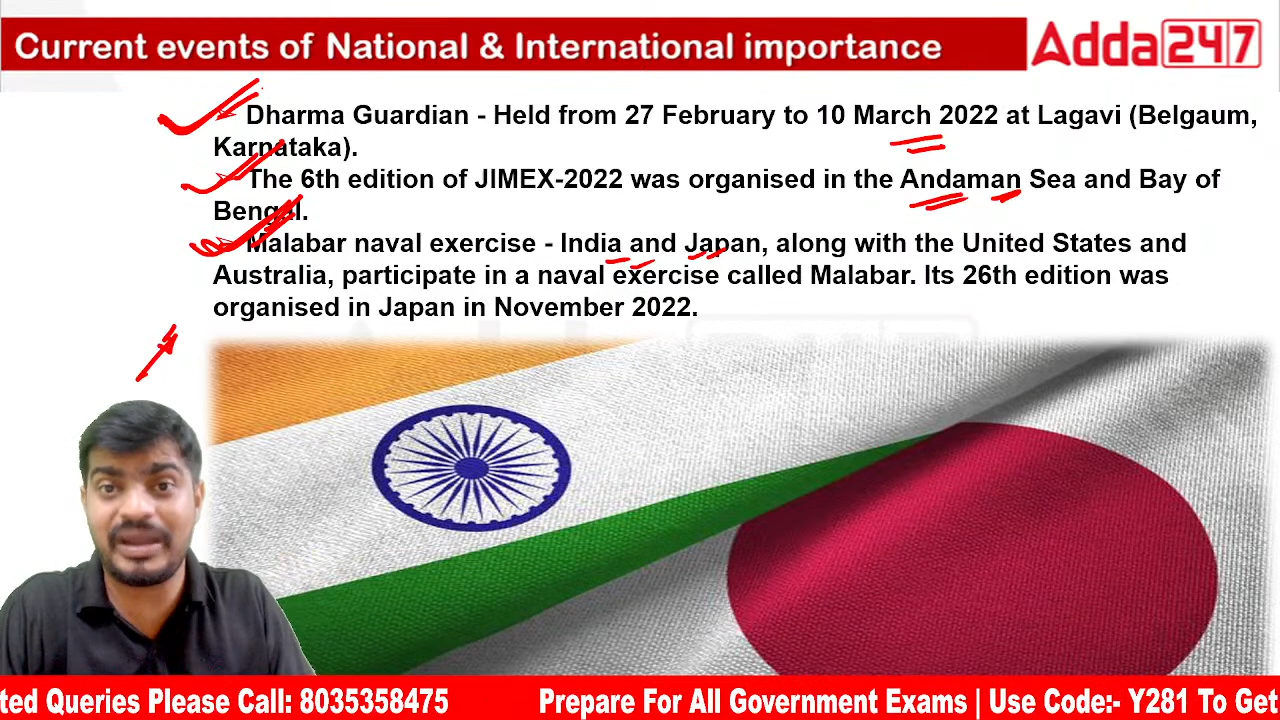 Current events of National & International importance
Adda247
Dharma Guardian - Held from 27 February to 10 March 2022 at Lagavi (Belgaum,
Karnataka).
The 6th edition of JIMEX-2022 was organised in the Andaman Sea and Bay of
Bengal.
Malabar naval exercise - India and Japan, along with the United States and
Australia, participate in a naval exercise called Malabar. Its 26th edition was
organised in Japan in November 2022.
ted Queries Please Call: 8035358475 Prepare For All Government Exams | Use Code:- Y281 To Get